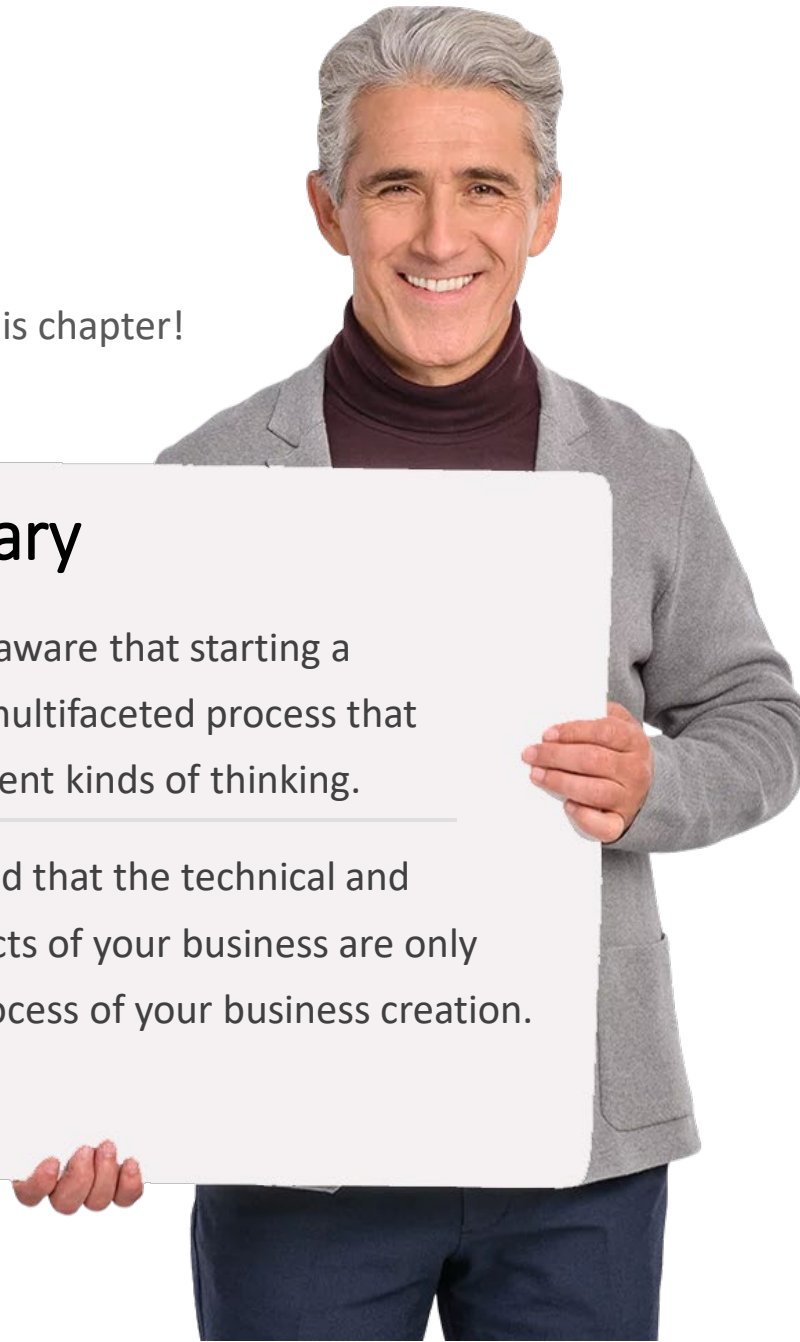 is chapter!
ary
aware that starting a
multifaceted process that
ent kinds of thinking.
d that the technical and
cts of your business are only
ocess of your business creation.